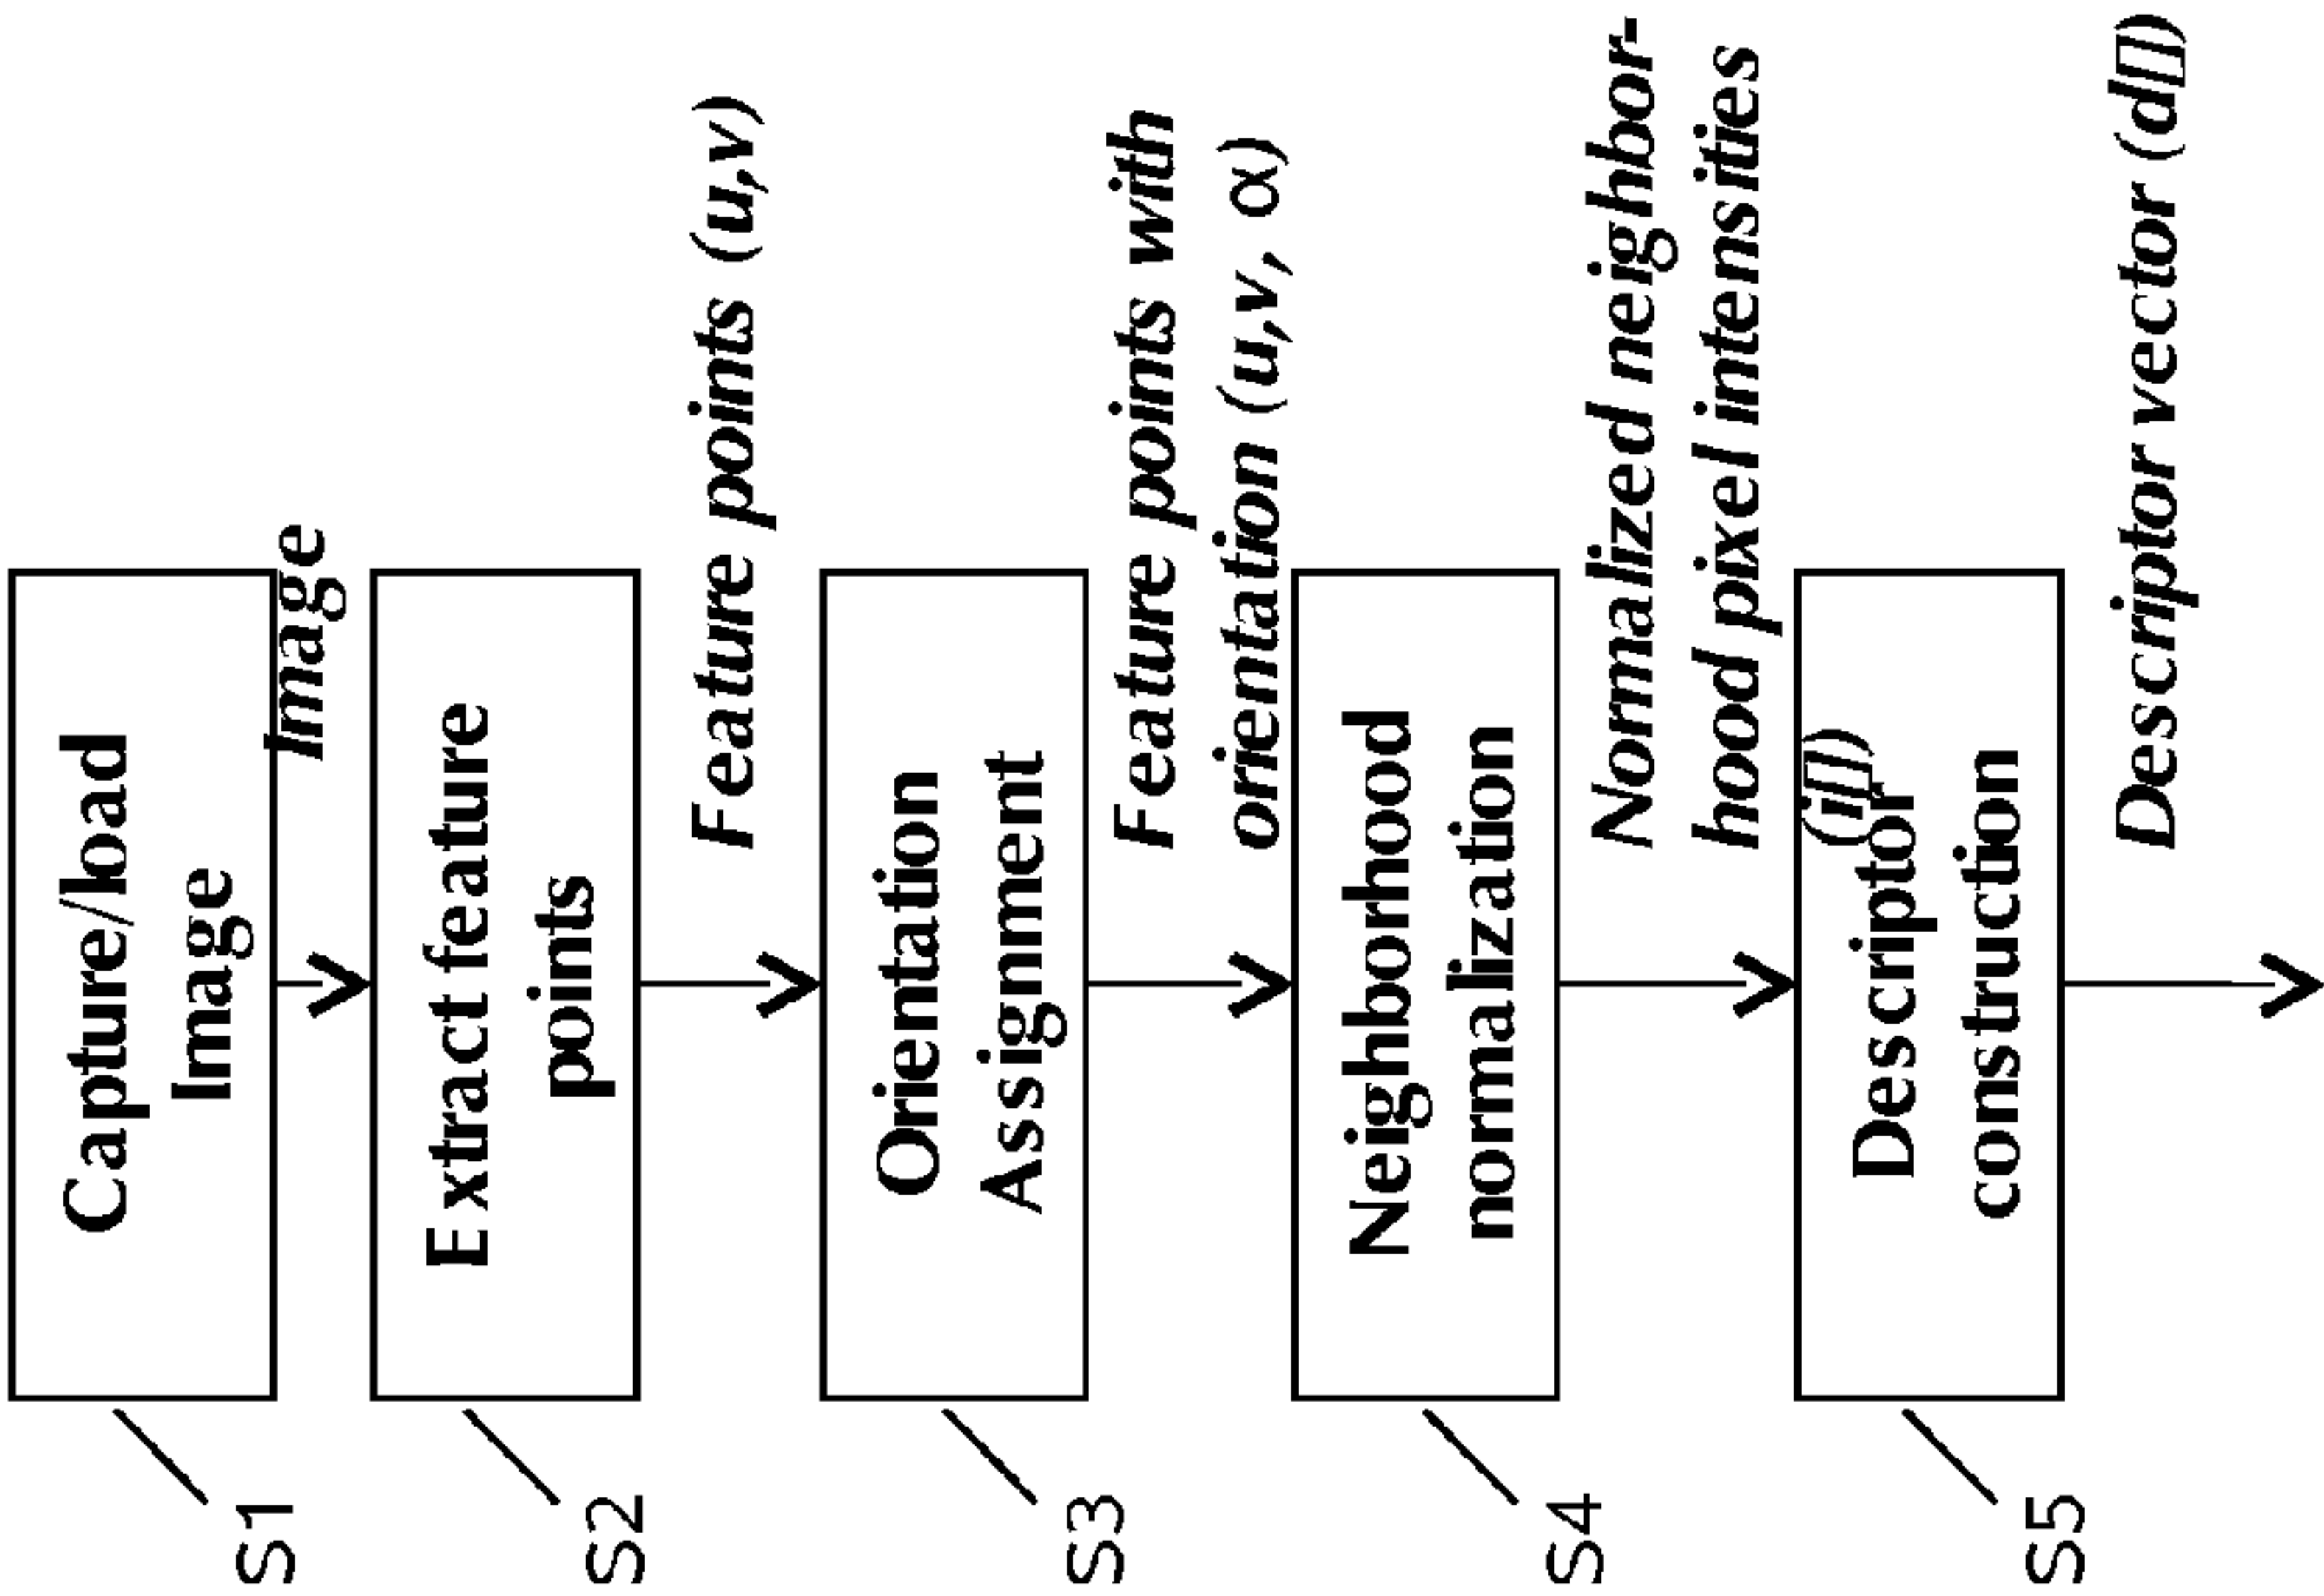 Capture/load
Image
S1
Image
Extract feature
points
S2
Feature points (u,v)
Orientation
Assignment
S3
Feature points with
orientation (u,v, α)
Neighborhood
normalization
S4
Normalized neighbor-
hood pixel intensities
(i[])
Descriptor
construction
S5
Descriptor vector (d[])